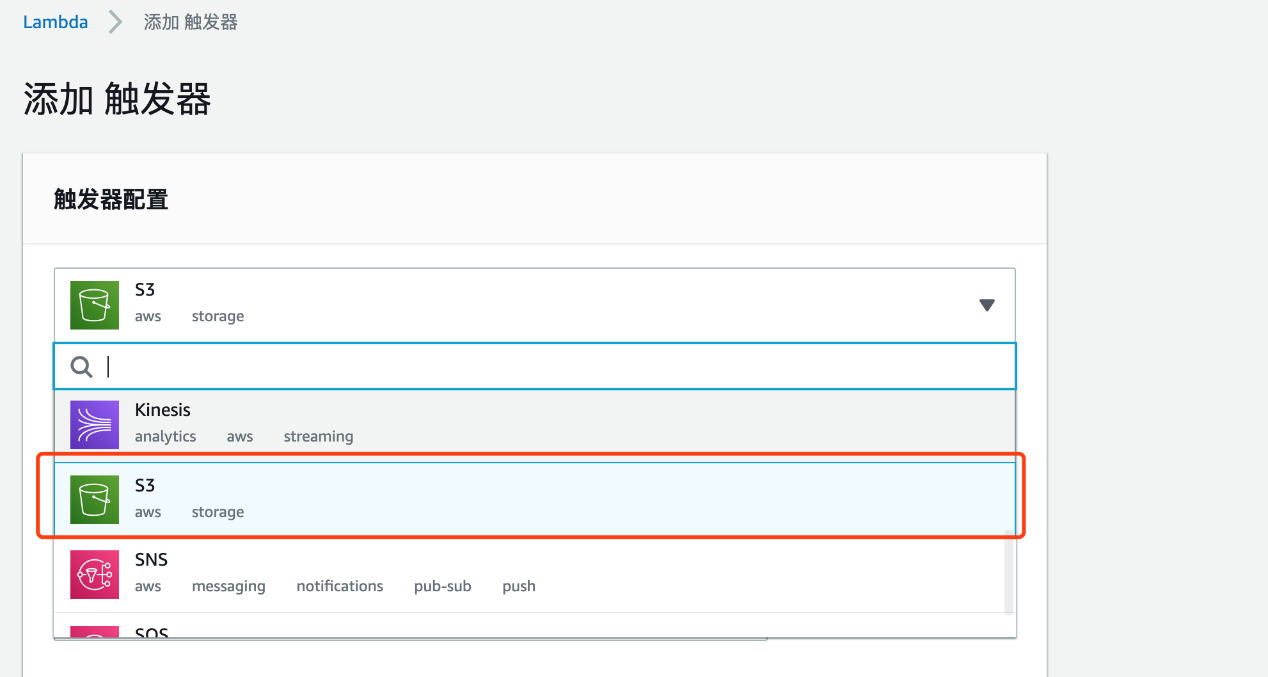 Lambda 添加 触发器
添加 触发器
触发器配置
S3
aws storage
Kinesis
analytics aws streaming
S3
aws storage
SNS
aws messaging notifications pub-sub push
SQS